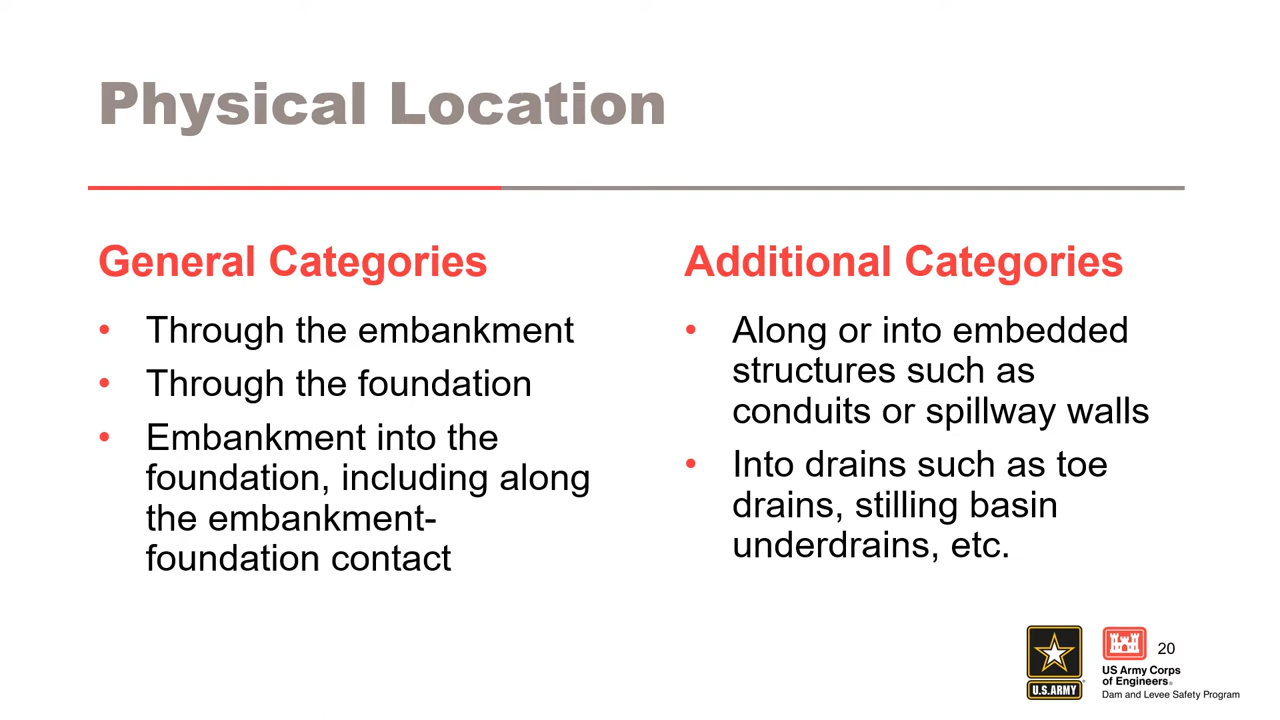 Physical Location
General Categories
• Through the embankment
• Through the foundation
• Embankment into the
foundation, including along
the embankment-
foundation contact
Additional Categories
• Along or into embedded
structures such as
conduits or spillway walls
• Into drains such as toe
drains, stilling basin
underdrains, etc.
U.S.ARMY
US Army Corps
of Engineers®
Dam and Levee Safety Program
20